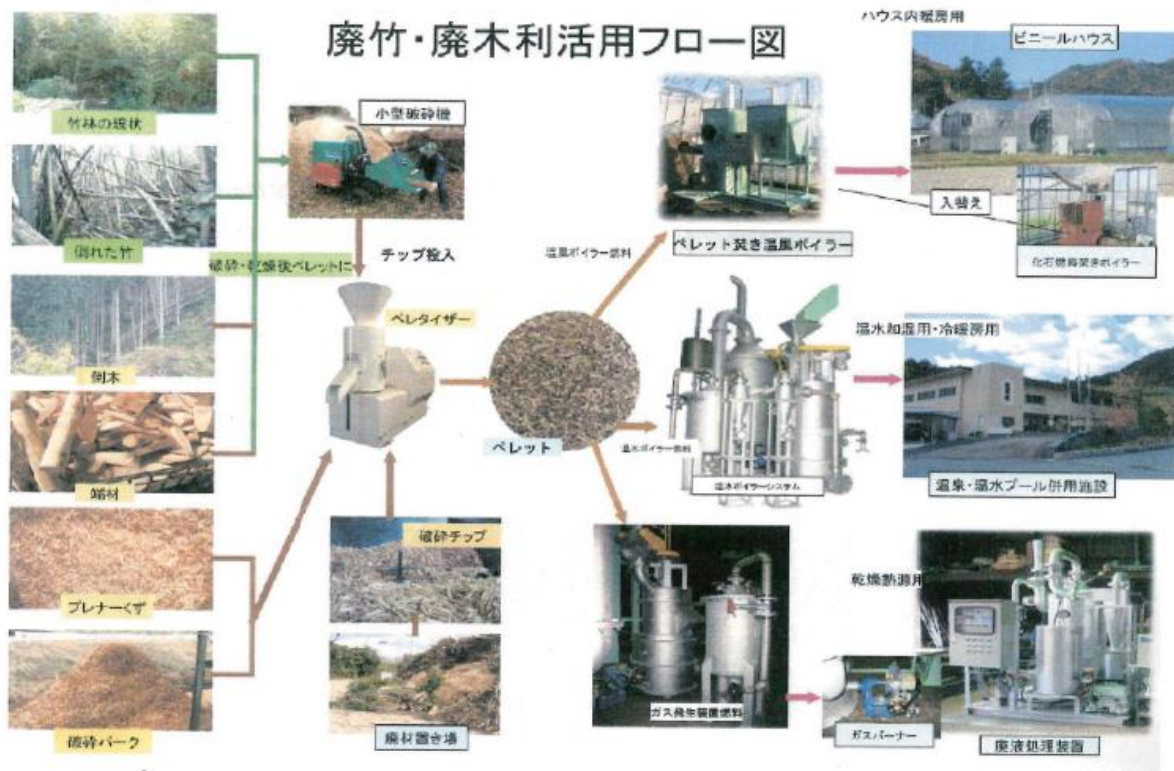 廃竹・廃木利活用フロー図
竹林の現状
倒れた竹
倒木
端材
プレナーくず
破砕バーク
小型破砕機
破砕・乾燥後ペレットに
チップ投入
ペレタイザー
破砕チップ
廃材置き場
ペレット
温風ボイラー燃料
ペレット焚き温風ボイラー
ハウス内暖房用
ビニールハウス
入替え
化石燃料焚きボイラー
温水ボイラー燃料
温水ボイラーシステム
温水加温用・冷暖房用
温泉・温水プール併用施設
ガス発生装置燃料
乾燥熱源用
ガスバーナー
廃液処理装置